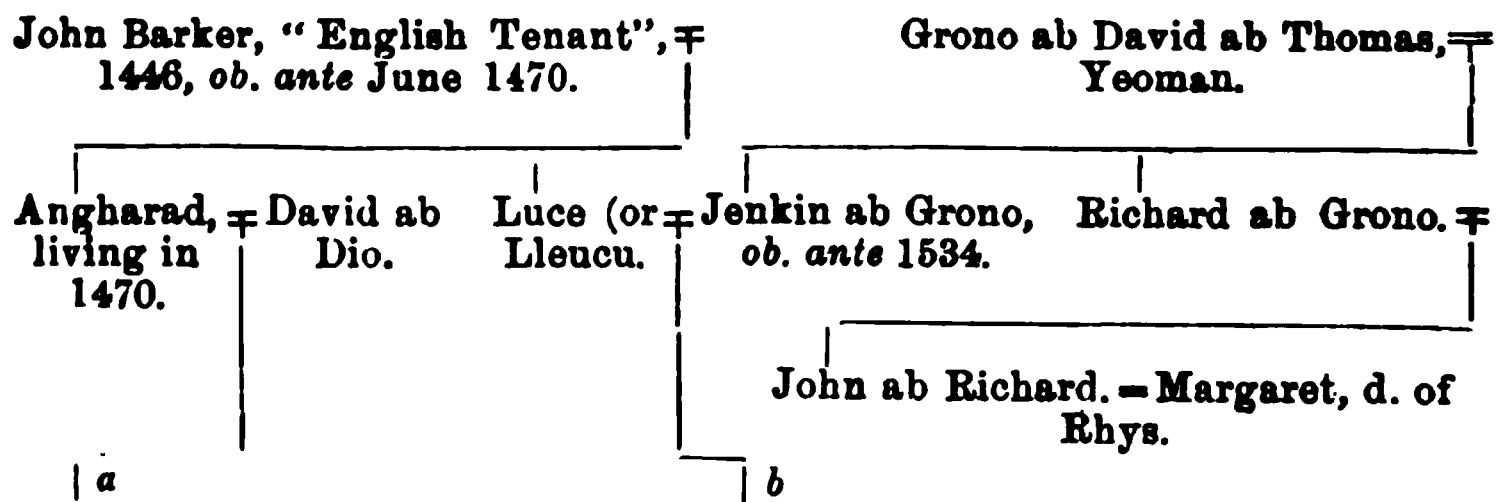 John Barker, “English Tenant”, ╤ Grono ab David ab Thomas, ╤
1446, ob. ante June 1470. Yeoman.
Angharad, ╤ David ab Luce (or ╤ Jenkin ab Grono, Richard ab Grono. ╤
living in Dio. Lleucu. ob. ante 1534.
1470.
John ab Richard. = Margaret, d. of
Rhys.
a b